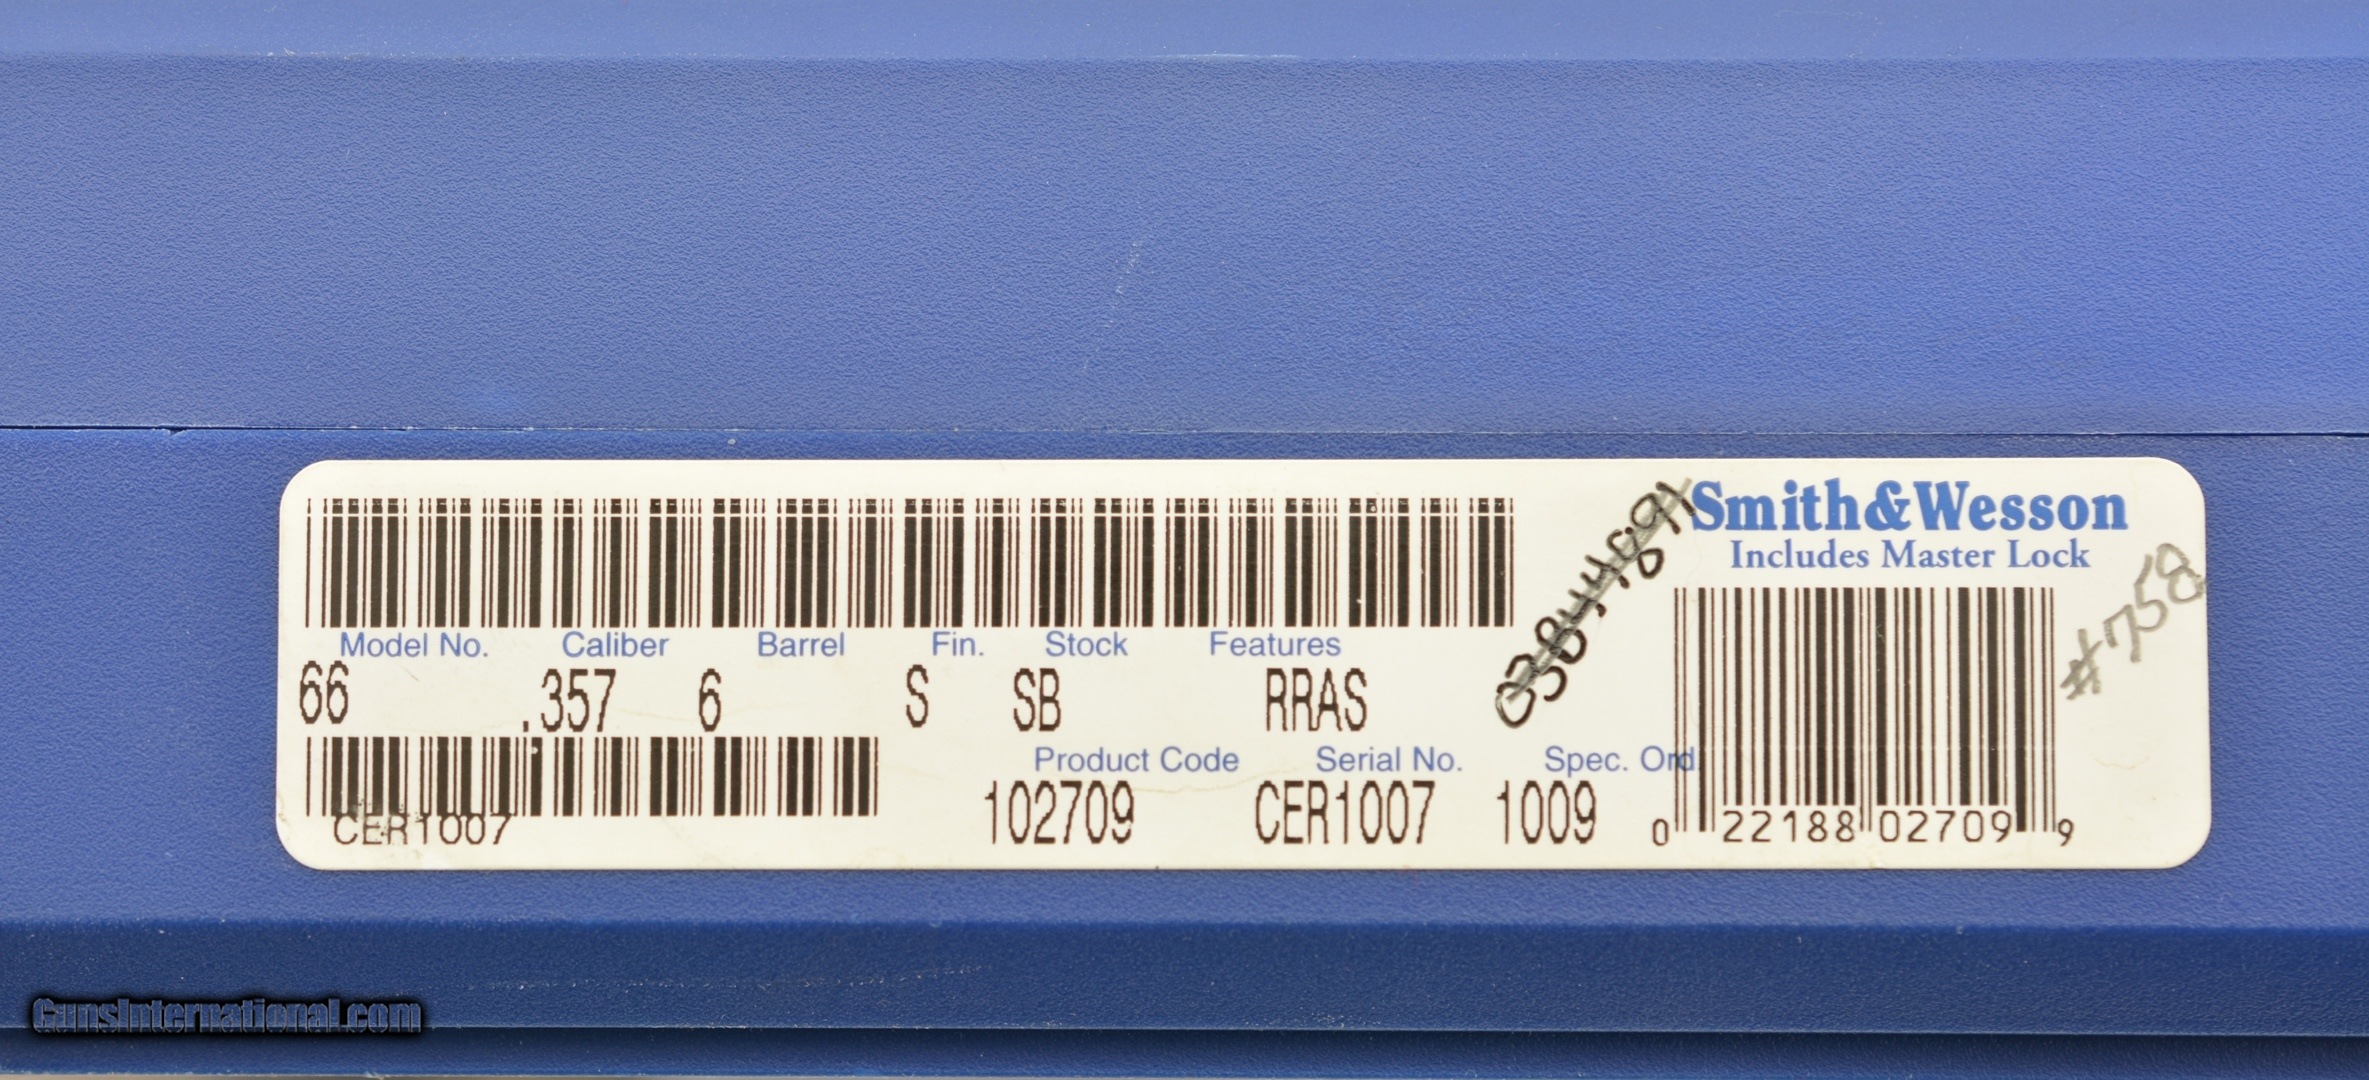 Smith&Wesson
Includes Master Lock
Model No. Caliber Barrel Fin. Stock Features
66 .357 6 S SB RRAS
#758
Product Code Serial No. Spec. Ord
102709 CER1007 1009
CER1007
0 22188 02709 9
GunsInternational.com